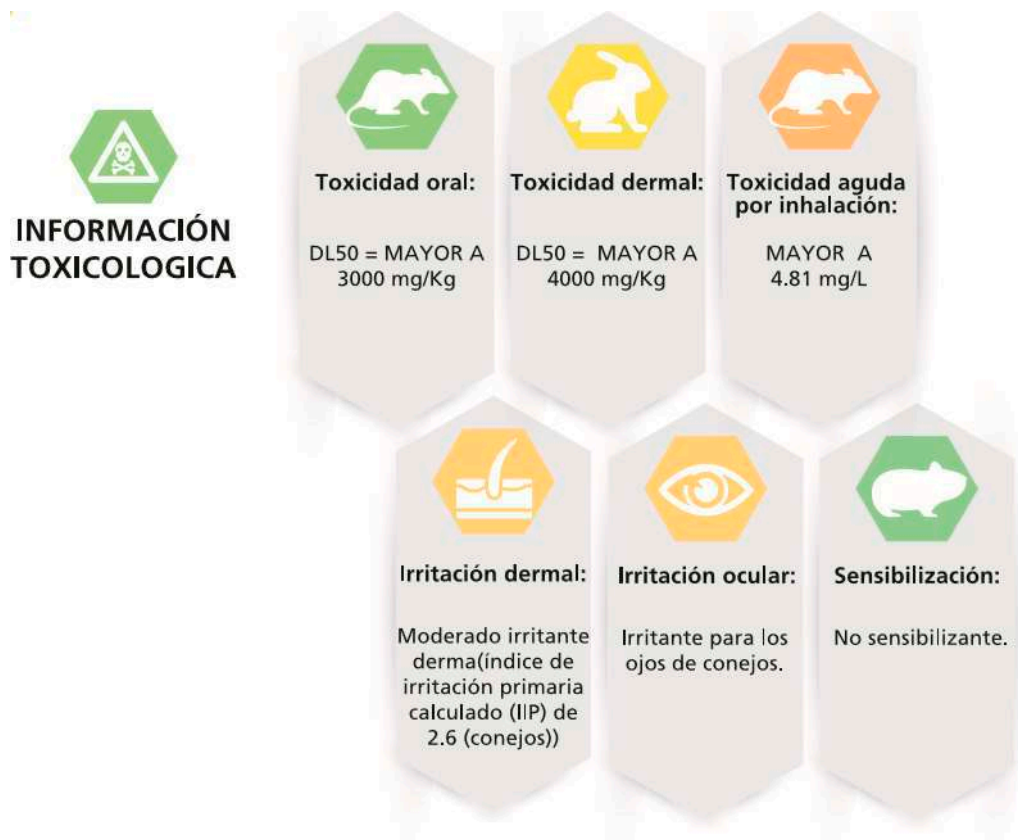 INFORMACIÓN
TOXICOLOGICA
Toxicidad oral:
DL50 = MAYOR A
3000 mg/Kg
Toxicidad dermal:
DL50 = MAYOR A
4000 mg/Kg
Toxicidad aguda
por inhalación:
MAYOR A
4.81 mg/L
Irritación dermal:
Moderado irritante
derma(índice de
irritación primaria
calculado (IIP) de
2.6 (conejos))
Irritación ocular:
Irritante para los
ojos de conejos.
Sensibilización:
No sensibilizante.